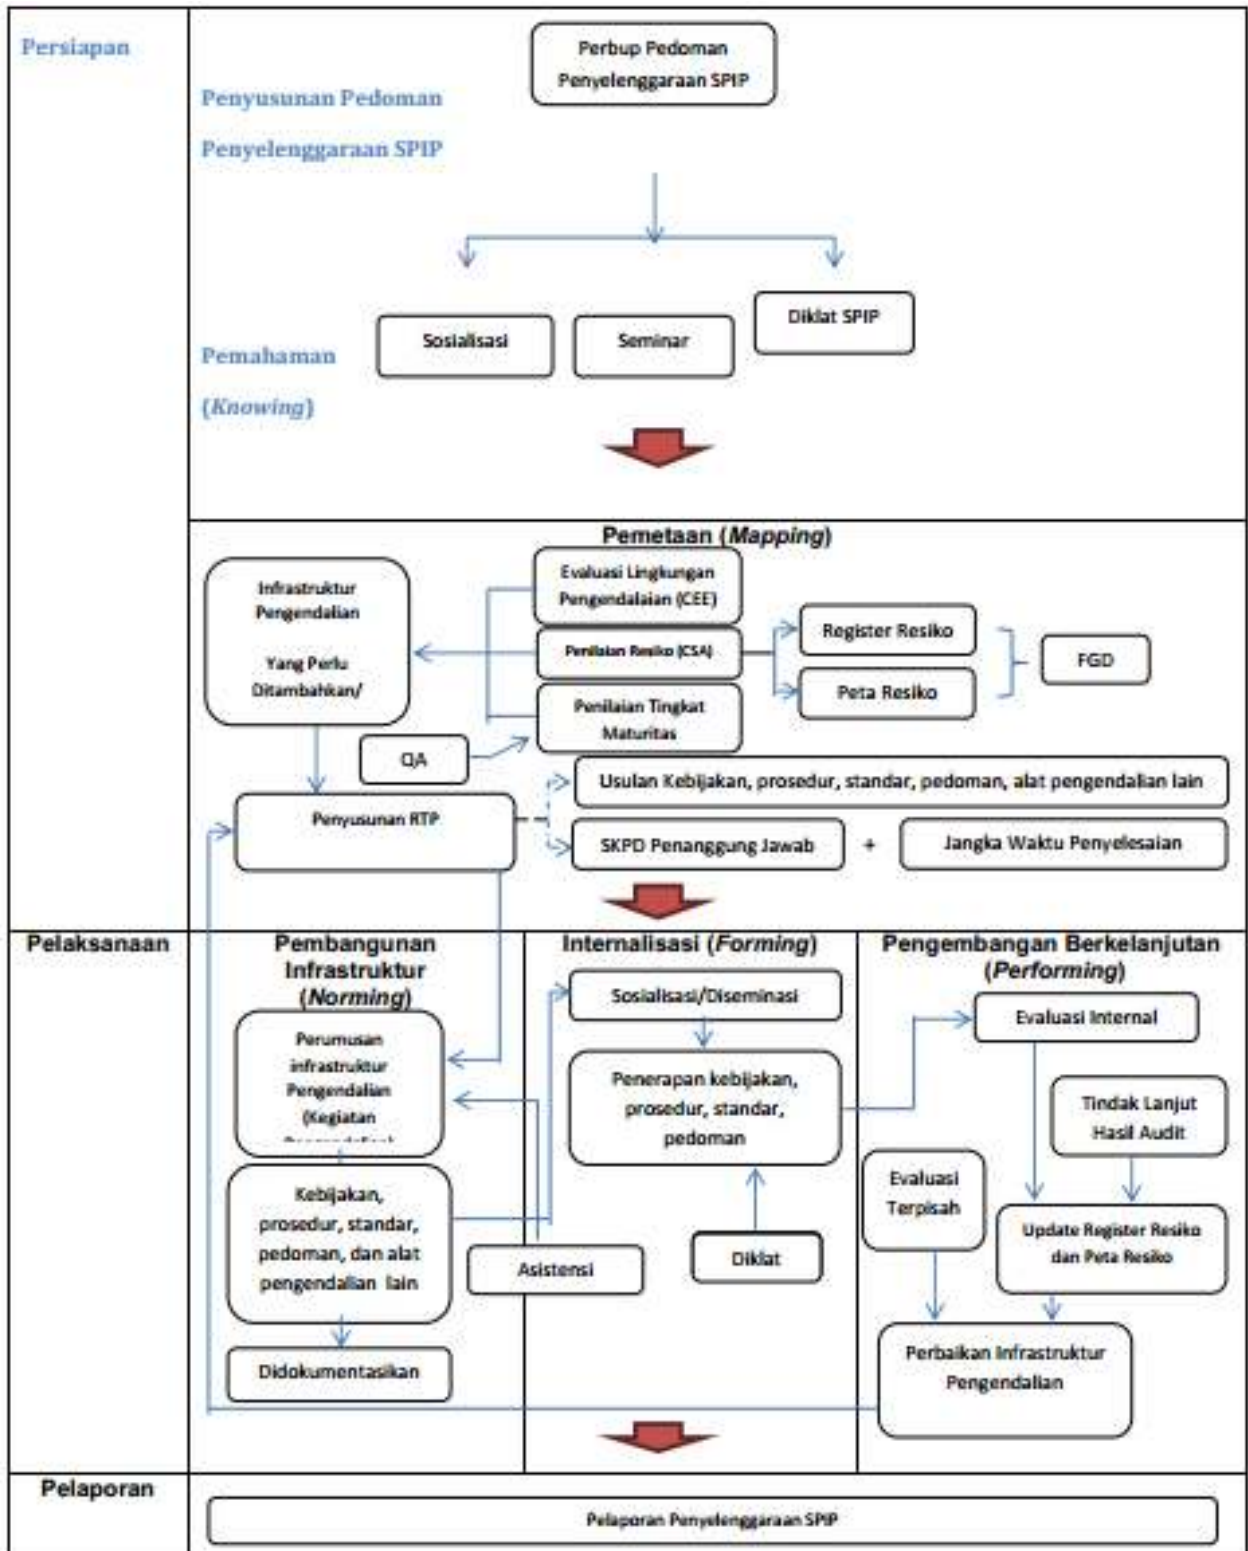 Persiapan
Perbup Pedoman
Penyelenggaraan SPIP
Penyusunan Pedoman
Penyelenggaraan SPIP
Sosialisasi
Seminar
Diklat SPIP
Pemahaman
(Knowing)
Pemetaan (Mapping)
Infrastruktur
Pengendalian
Yang Perlu
Ditambahkan/
Evaluasi Lingkungan
Pengendalaian (CEE)
Penilaian Resiko (CSA)
Penilaian Tingkat
Maturitas
Register Resiko
Peta Resiko
FGD
QA
Penyusunan RTP
Usulan Kebijakan, prosedur, standar, pedoman, alat pengendalian lain
SKPD Penanggung Jawab
+
Jangka Waktu Penyelesaian
Pelaksanaan
Pembangunan
Infrastruktur
(Norming)
Perumusan
infrastruktur
Pengendalian
(Kegiatan
Kebijakan,
prosedur, standar,
pedoman, dan alat
pengendalian lain
Didokumentasikan
Asistensi
Internalisasi (Forming)
Sosialisasi/Diseminasi
Penerapan kebijakan,
prosedur, standar,
pedoman
Diklat
Pengembangan Berkelanjutan
(Performing)
Evaluasi Internal
Tindak Lanjut
Hasil Audit
Evaluasi
Terpisah
Update Register Resiko
dan Peta Resiko
Perbaikan Infrastruktur
Pengendalian
Pelaporan
Pelaporan Penyelenggaraan SPIP